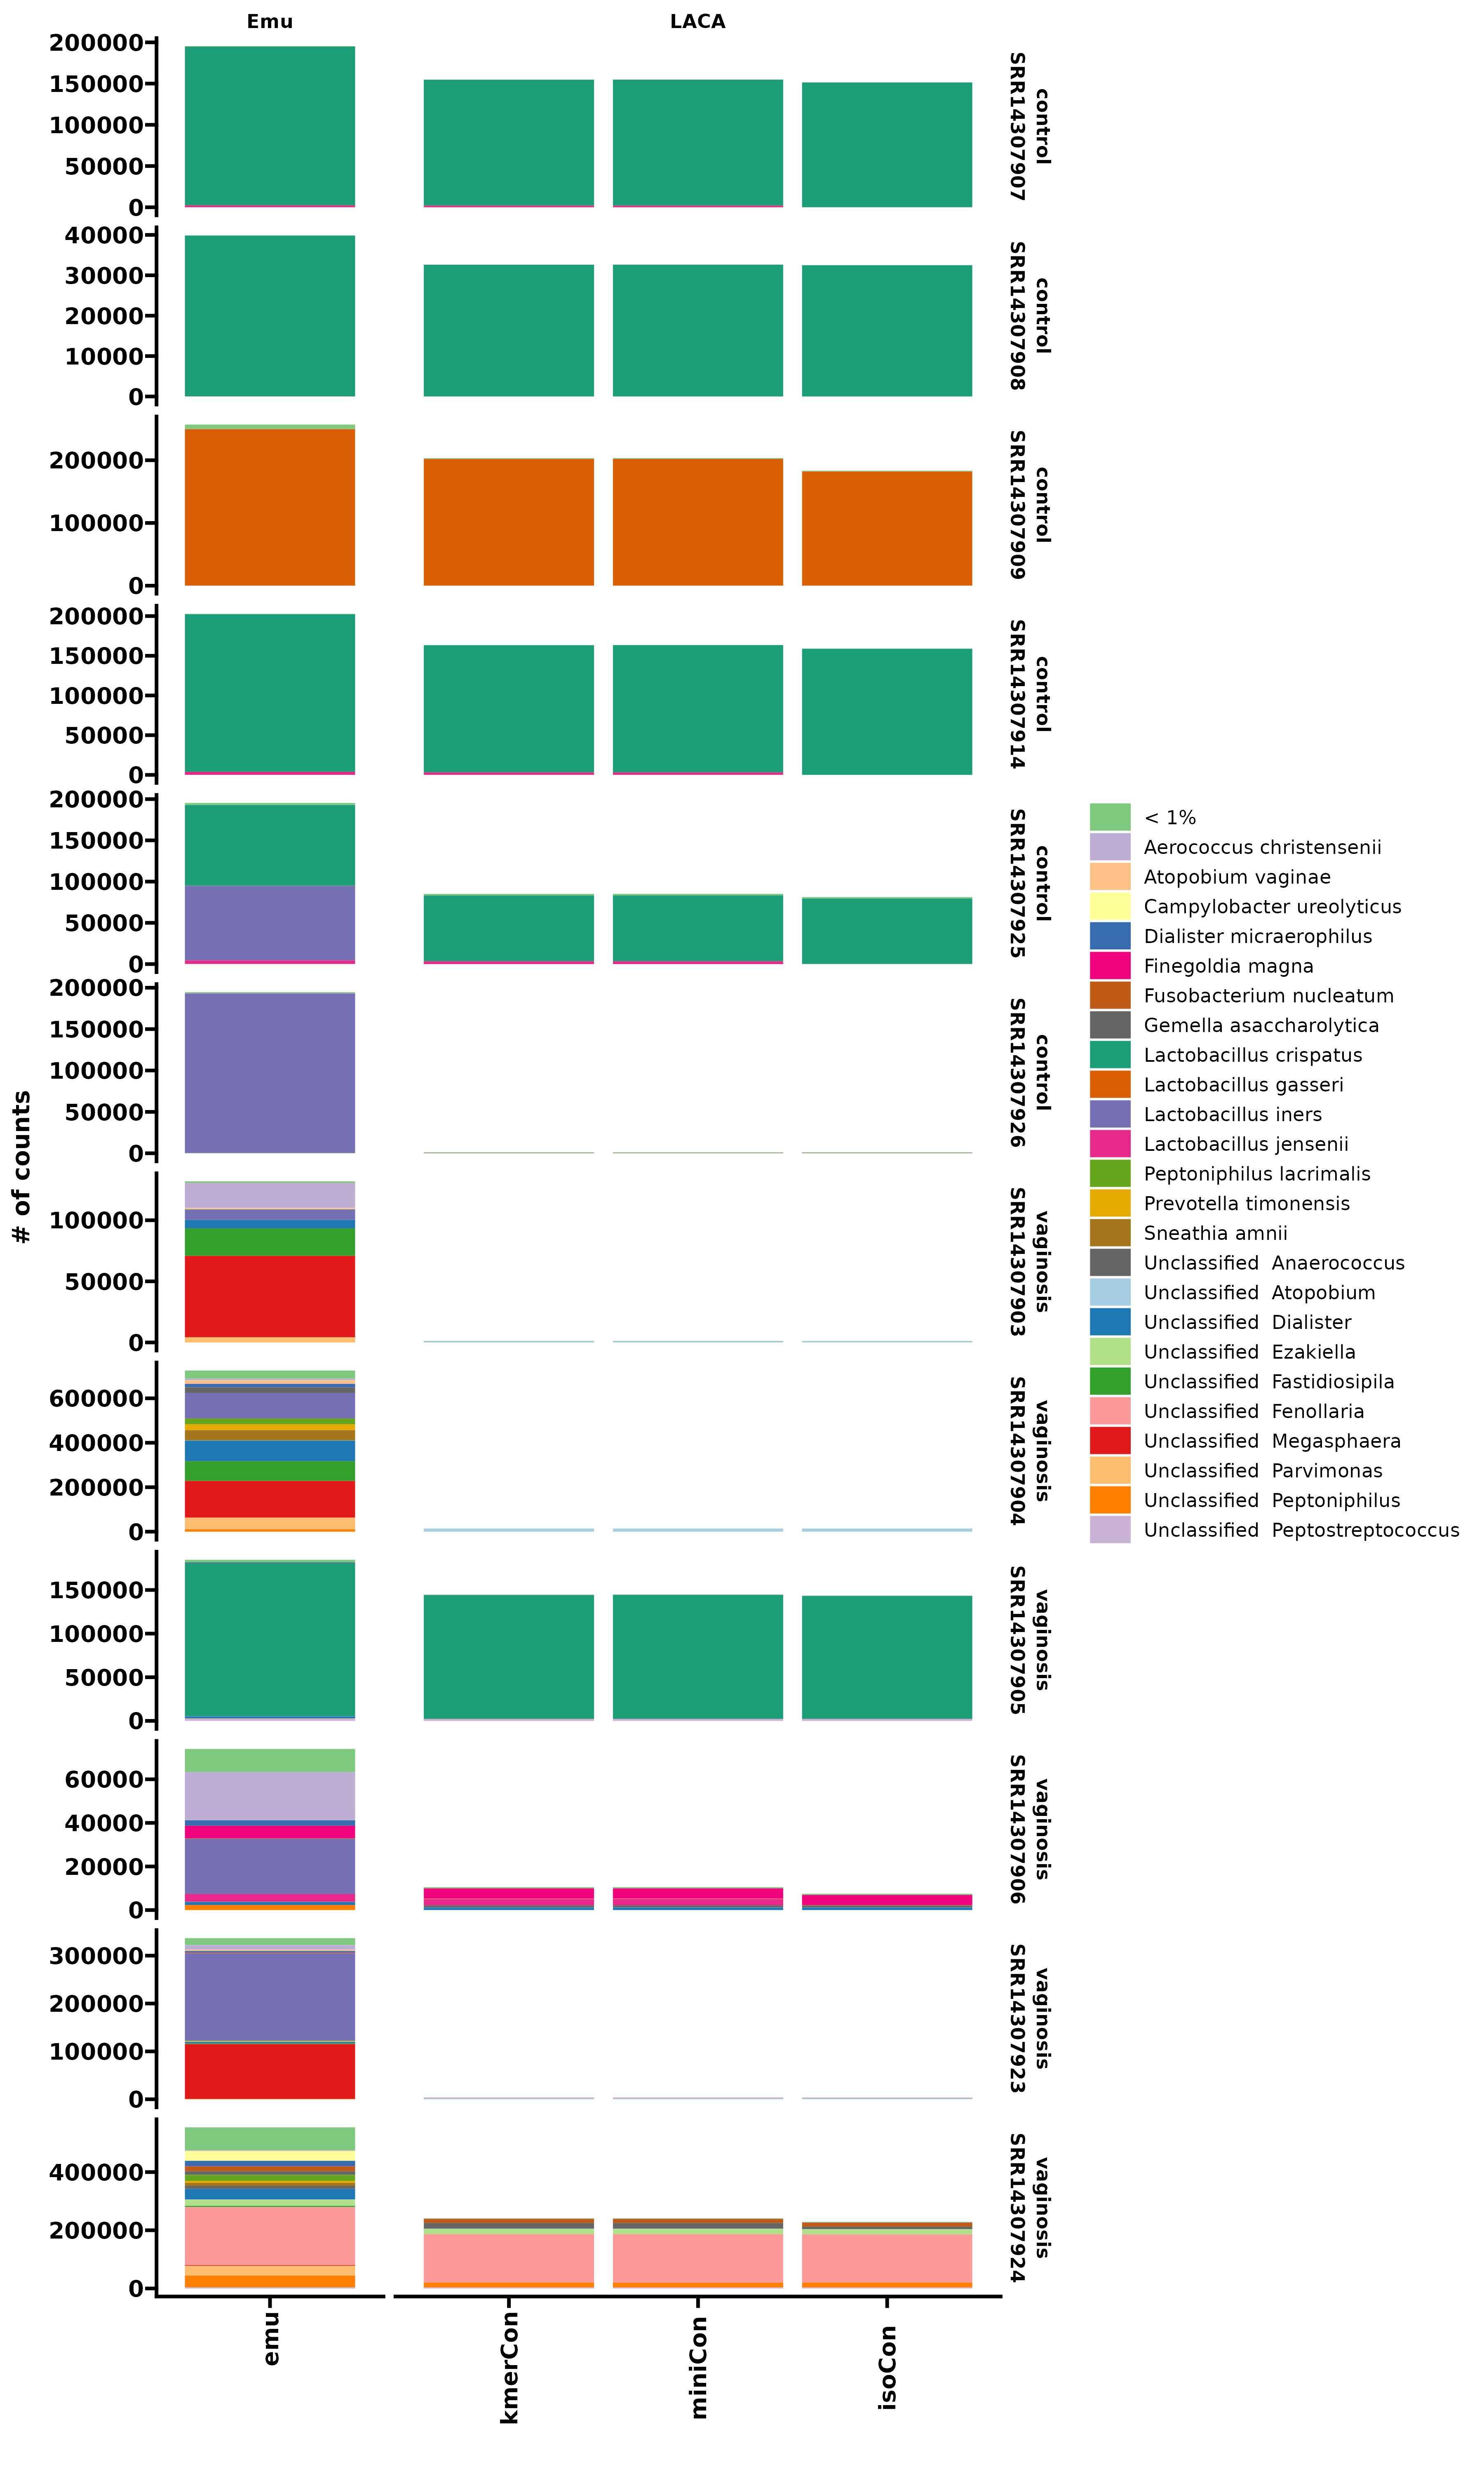 Emu
LACA
200000
150000
100000
50000
0
control
SRR14307907
40000
30000
20000
10000
0
control
SRR14307908
200000
100000
0
control
SRR14307909
200000
150000
100000
50000
0
control
SRR14307914
200000
150000
100000
50000
0
control
SRR14307925
200000
150000
100000
50000
0
control
SRR14307926
100000
50000
0
vaginosis
SRR14307903
600000
400000
200000
0
vaginosis
SRR14307904
150000
100000
50000
0
vaginosis
SRR14307905
60000
40000
20000
0
vaginosis
SRR14307906
300000
200000
100000
0
vaginosis
SRR14307923
400000
200000
0
vaginosis
SRR14307924
# of counts
emu
kmerCon
miniCon
isoCon
< 1%
Aerococcus christensenii
Atopobium vaginae
Campylobacter ureolyticus
Dialister micraerophilus
Finegoldia magna
Fusobacterium nucleatum
Gemella asaccharolytica
Lactobacillus crispatus
Lactobacillus gasseri
Lactobacillus iners
Lactobacillus jensenii
Peptoniphilus lacrimalis
Prevotella timonensis
Sneathia amnii
Unclassified  Anaerococcus
Unclassified  Atopobium
Unclassified  Dialister
Unclassified  Ezakiella
Unclassified  Fastidiosipila
Unclassified  Fenollaria
Unclassified  Megasphaera
Unclassified  Parvimonas
Unclassified  Peptoniphilus
Unclassified  Peptostreptococcus